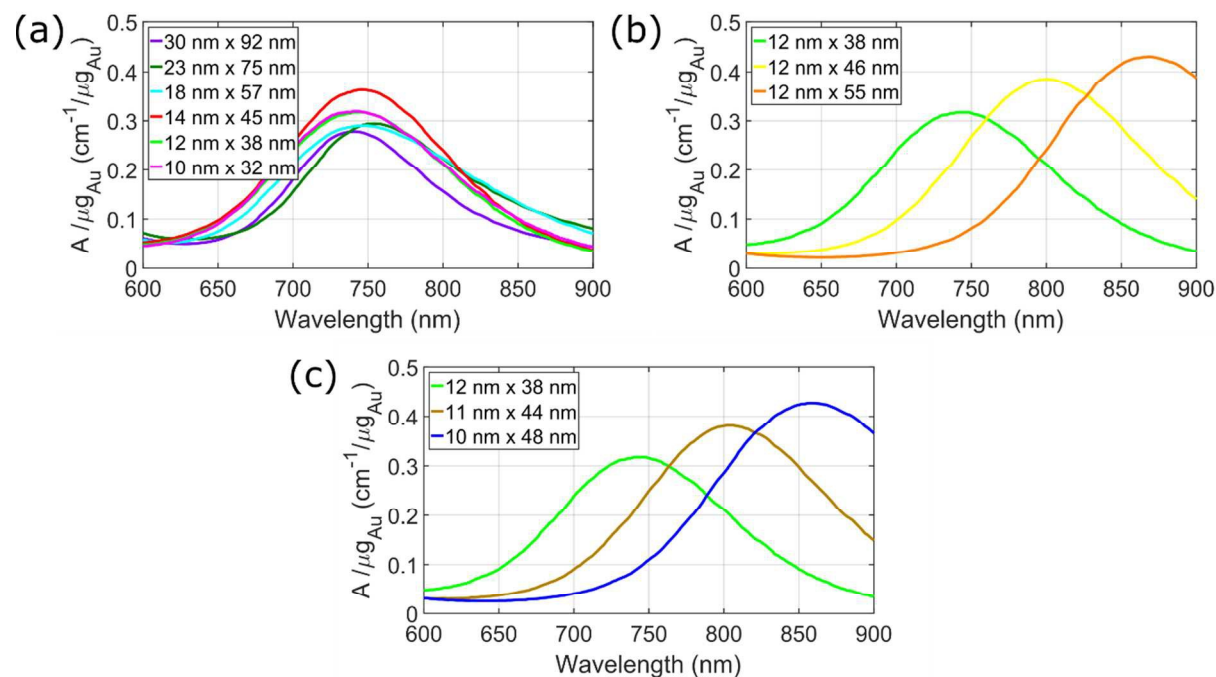 (a)
0.5
0.4
0.3
0.2
0.1
0
A /μg_Au (cm⁻¹/μg_Au)
30 nm x 92 nm
23 nm x 75 nm
18 nm x 57 nm
14 nm x 45 nm
12 nm x 38 nm
10 nm x 32 nm
600 650 700 750 800 850 900
Wavelength (nm)
(b)
0.5
0.4
0.3
0.2
0.1
0
A /μg_Au (cm⁻¹/μg_Au)
12 nm x 38 nm
12 nm x 46 nm
12 nm x 55 nm
600 650 700 750 800 850 900
Wavelength (nm)
(c)
0.5
0.4
0.3
0.2
0.1
0
A /μg_Au (cm⁻¹/μg_Au)
12 nm x 38 nm
11 nm x 44 nm
10 nm x 48 nm
600 650 700 750 800 850 900
Wavelength (nm)